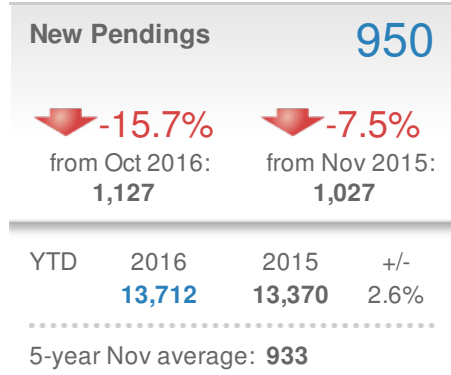 New Pendings 950
-15.7% -7.5%
from Oct 2016: from Nov 2015:
1,127 1,027
YTD 2016 2015 +/-
13,712 13,370 2.6%
5-year Nov average: 933